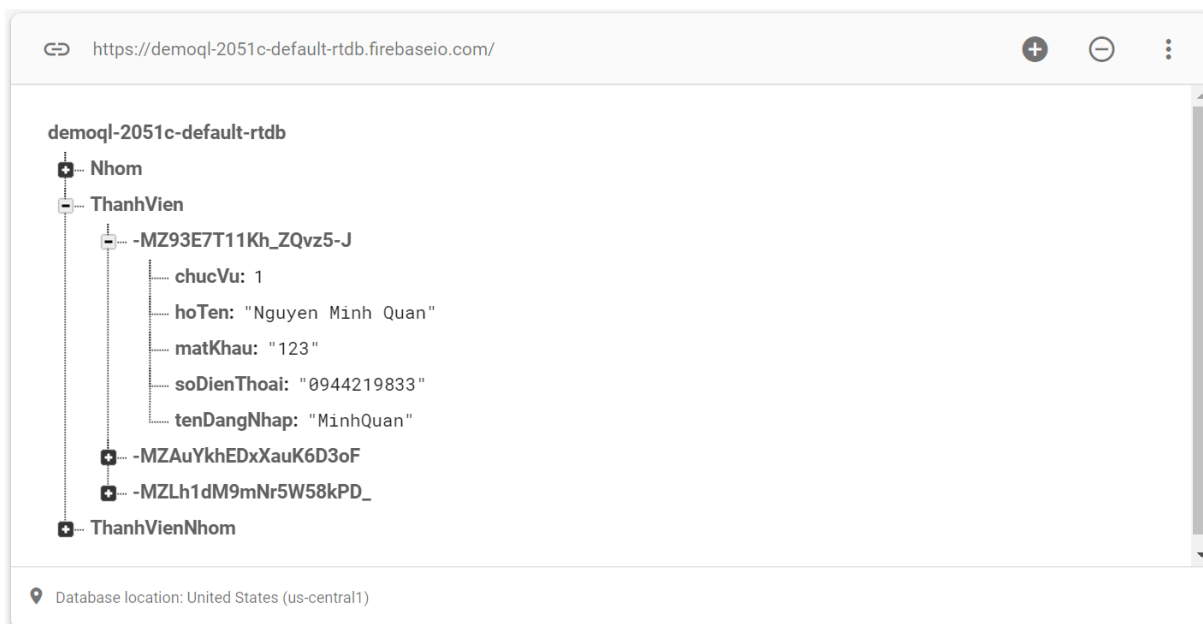 https://demoql-2051c-default-rtdb.firebaseio.com/
demoql-2051c-default-rtdb
Nhom
ThanhVien
-MZ93E7T11Kh_ZQvz5-J
chucVu: 1
hoTen: "Nguyen Minh Quan"
matKhau: "123"
soDienThoai: "0944219833"
tenDangNhap: "MinhQuan"
-MZAuYkhEDxXauK6D3oF
-MZLh1dM9mNr5W58kPD_
ThanhVienNhom
Database location: United States (us-central1)